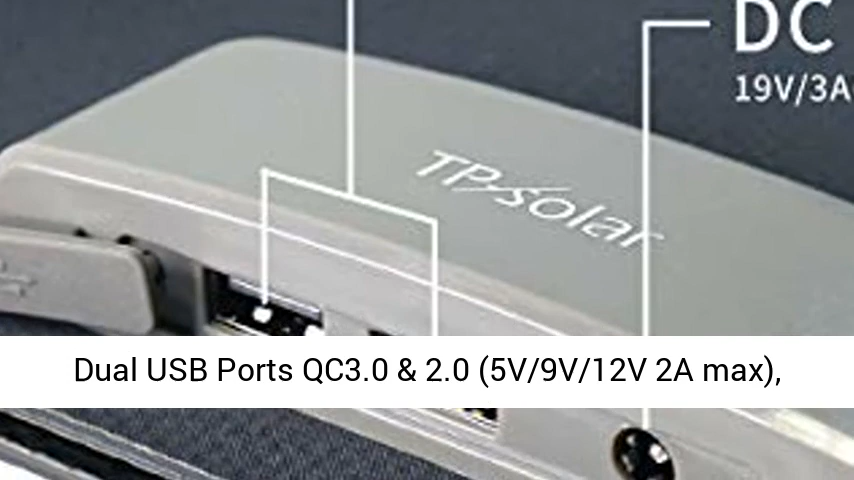 DC
19V/3A
TP-solar
Dual USB Ports QC3.0 & 2.0 (5V/9V/12V 2A max),